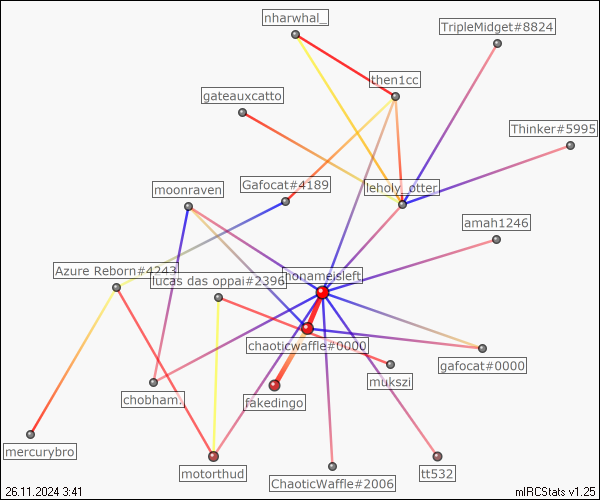 nharwhal_
TripleMidget#8824
then1cc
gateauxcatto
Thinker#5995
Gafocat#4189
moonraven
leholy_otter
amah1246
Azure Reborn#4243
nonameisleft
lucas das oppai#2396
chaoticwaffle#0000
gafocat#0000
mukszi
chobham.
fakedingo
mercurybro
motorthud
ChaoticWaffle#2006
tt532
26.11.2024 3:41
mIRCStats v1.25